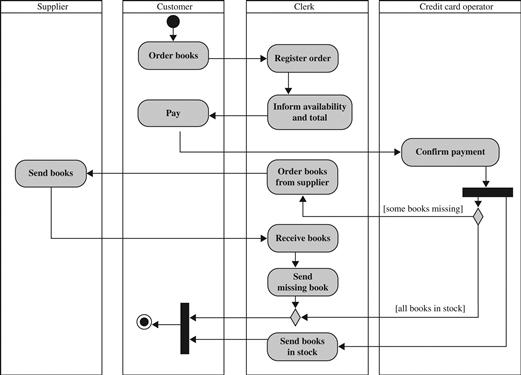 Supplier
Customer
Clerk
Credit card operator
Order books
Register order
Pay
Inform availability
and total
Confirm payment
Send books
Order books
from supplier
[some books missing]
Receive books
Send
missing book
[all books in stock]
Send books
in stock